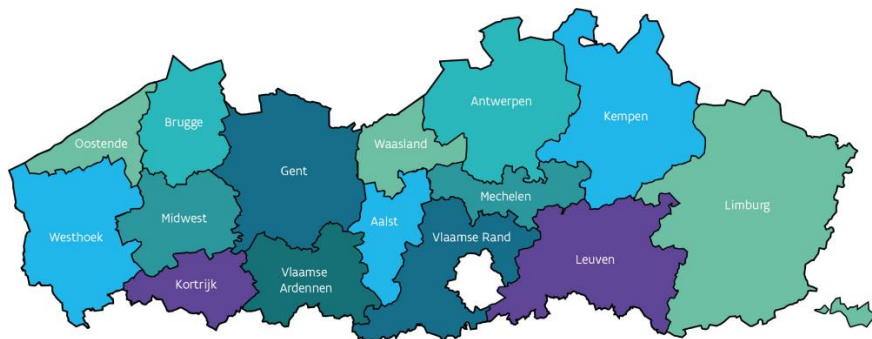 Oostende
Brugge
Gent
Waasland
Antwerpen
Kempen
Westhoek
Midwest
Aalst
Mechelen
Limburg
Kortrijk
Vlaamse
Ardennen
Vlaamse Rand
Leuven